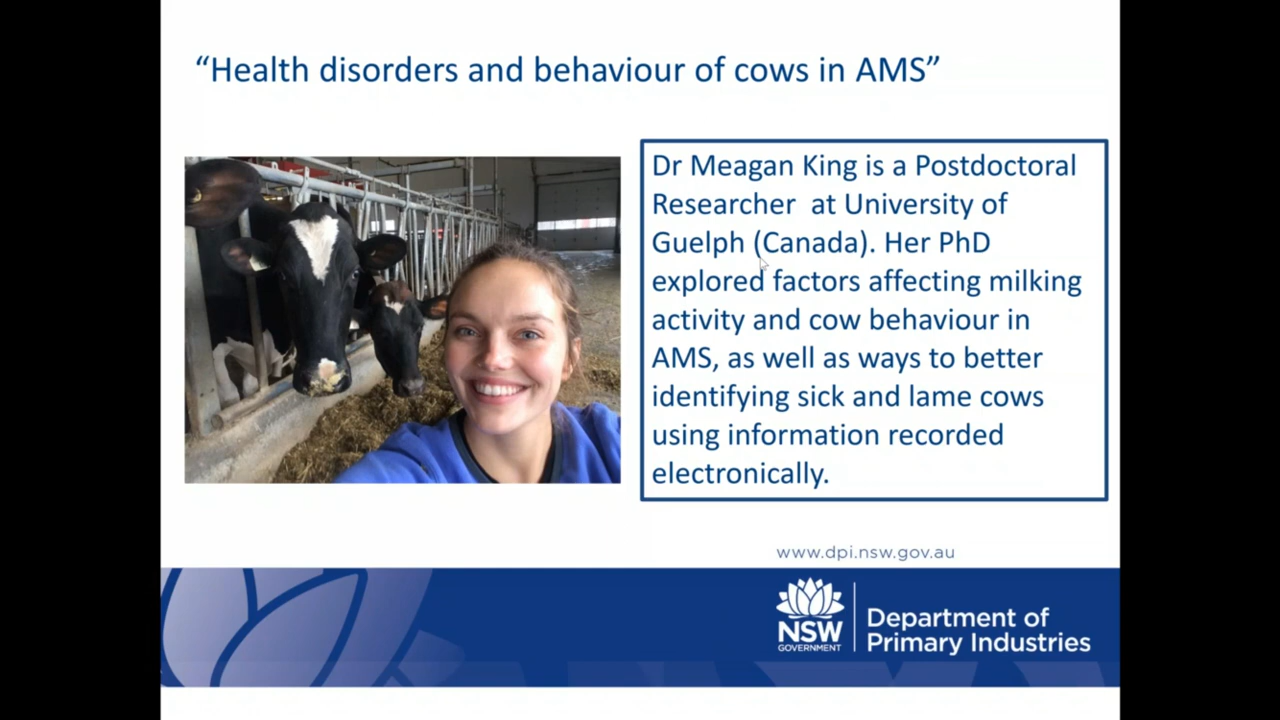 “Health disorders and behaviour of cows in AMS”
Dr Meagan King is a Postdoctoral
Researcher at University of
Guelph (Canada). Her PhD
explored factors affecting milking
activity and cow behaviour in
AMS, as well as ways to better
identifying sick and lame cows
using information recorded
electronically.
www.dpi.nsw.gov.au
NSW
GOVERNMENT
Department of
Primary Industries